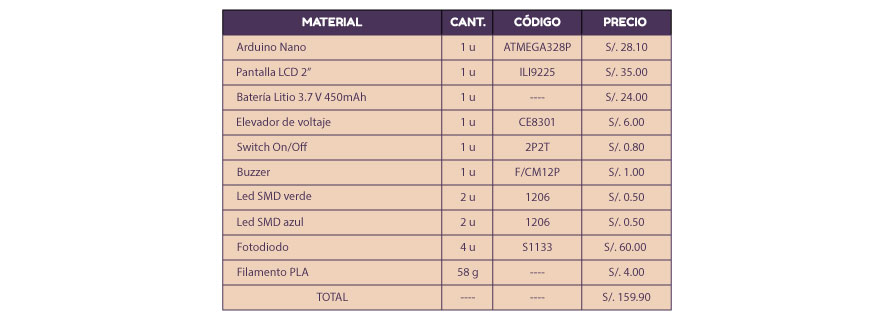 MATERIAL CANT. CÓDIGO PRECIO
Arduino Nano 1 u ATMEGA328P S/. 28.10
Pantalla LCD 2” 1 u ILI9225 S/. 35.00
Batería Litio 3.7 V 450mAh 1 u ---- S/. 24.00
Elevador de voltaje 1 u CE8301 S/. 6.00
Switch On/Off 1 u 2P2T S/. 0.80
Buzzer 1 u F/CM12P S/. 1.00
Led SMD verde 2 u 1206 S/. 0.50
Led SMD azul 2 u 1206 S/. 0.50
Fotodiodo 4 u S1133 S/. 60.00
Filamento PLA 58 g ---- S/. 4.00
TOTAL ---- ---- S/. 159.90